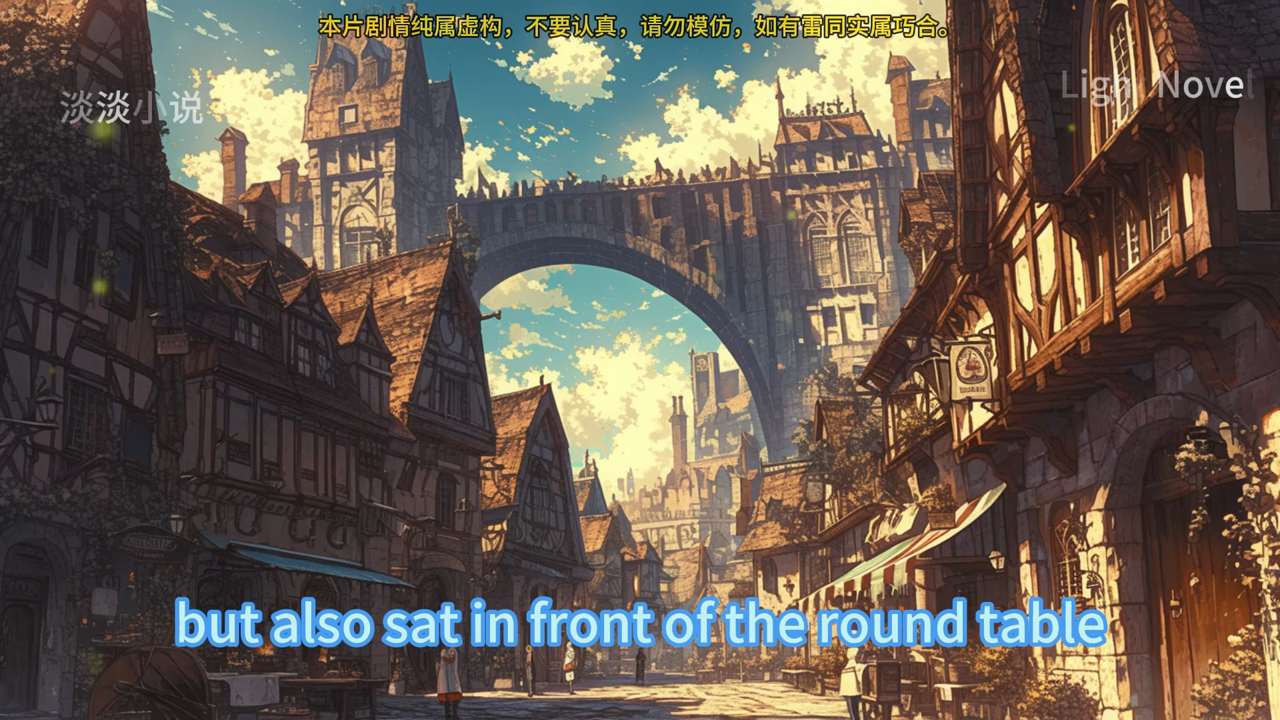 本片剧情纯属虚构，不要认真，请勿模仿，如有雷同实属巧合。
淡淡小说
Light Novel
but also sat in front of the round table